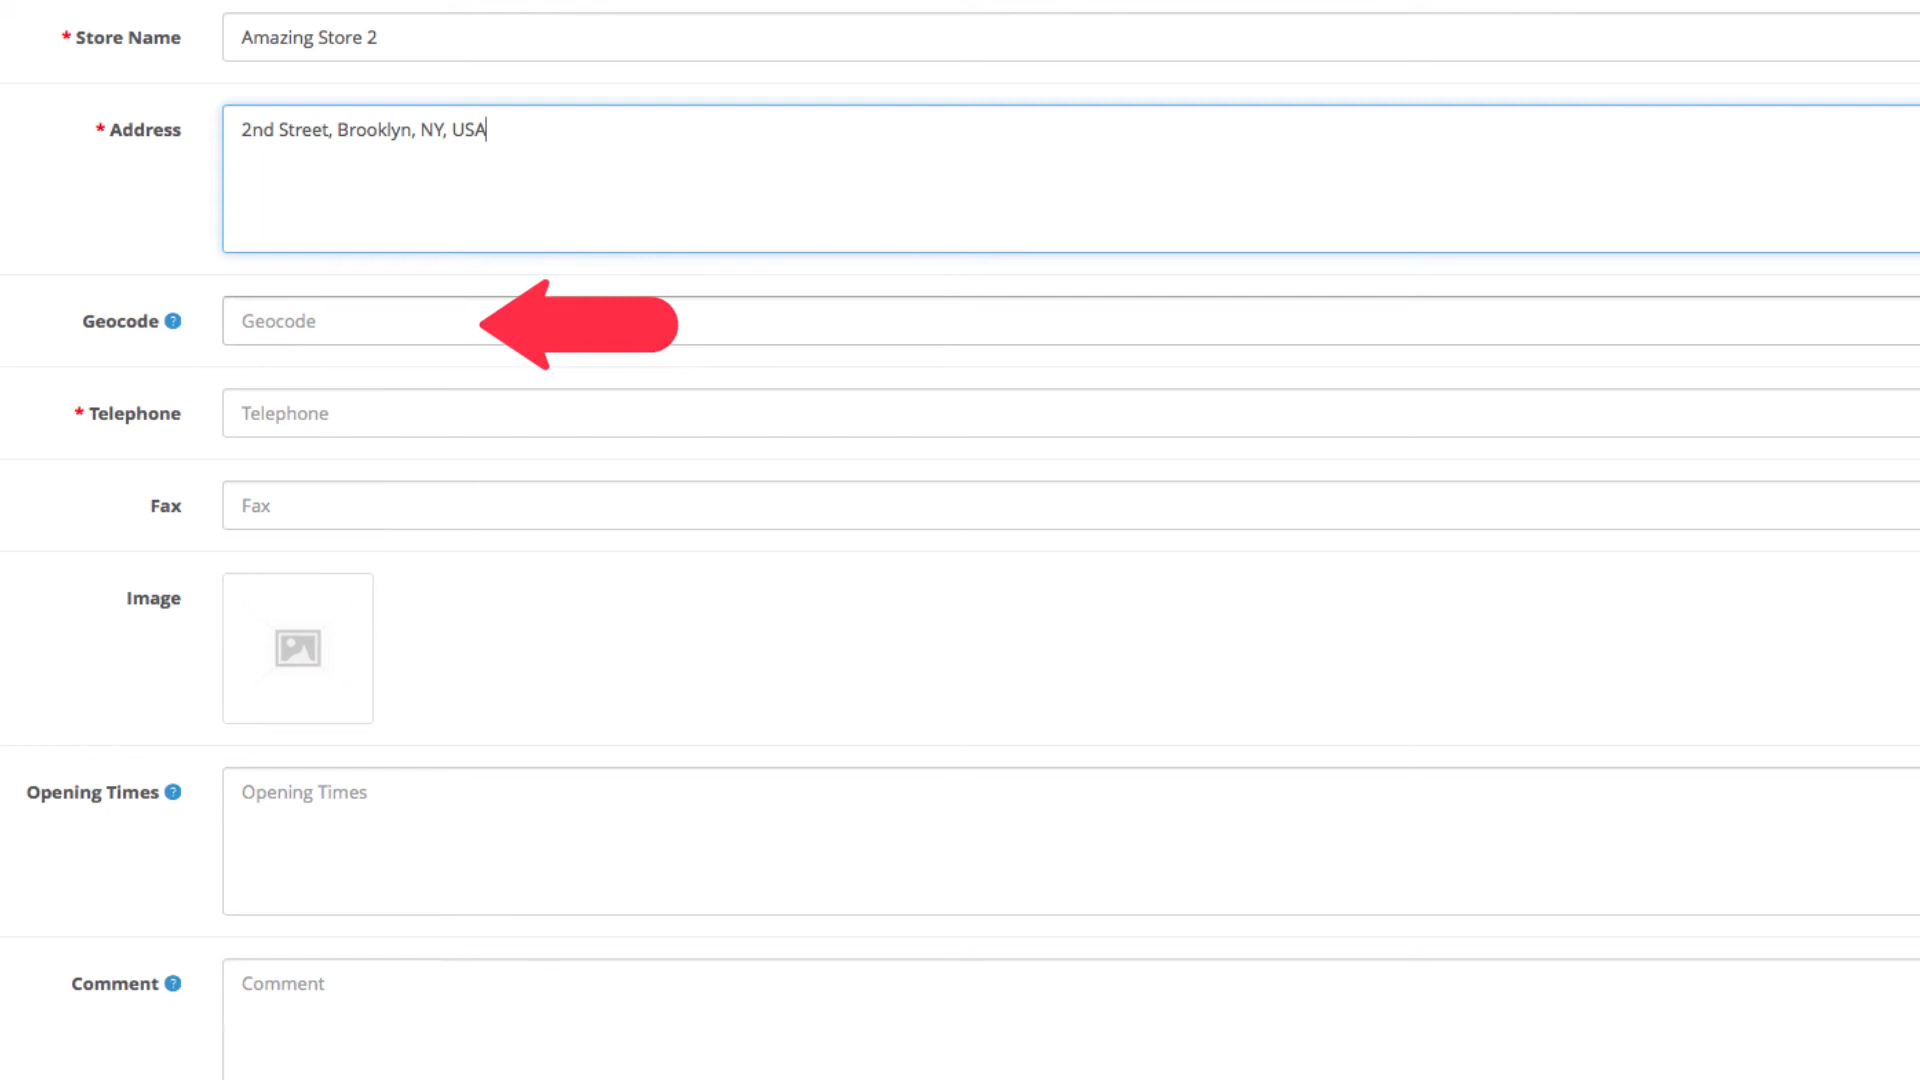 * Store Name
Amazing Store 2
* Address
2nd Street, Brooklyn, NY, USA
Geocode ?
Geocode
* Telephone
Telephone
Fax
Fax
Image
Opening Times ?
Opening Times
Comment ?
Comment